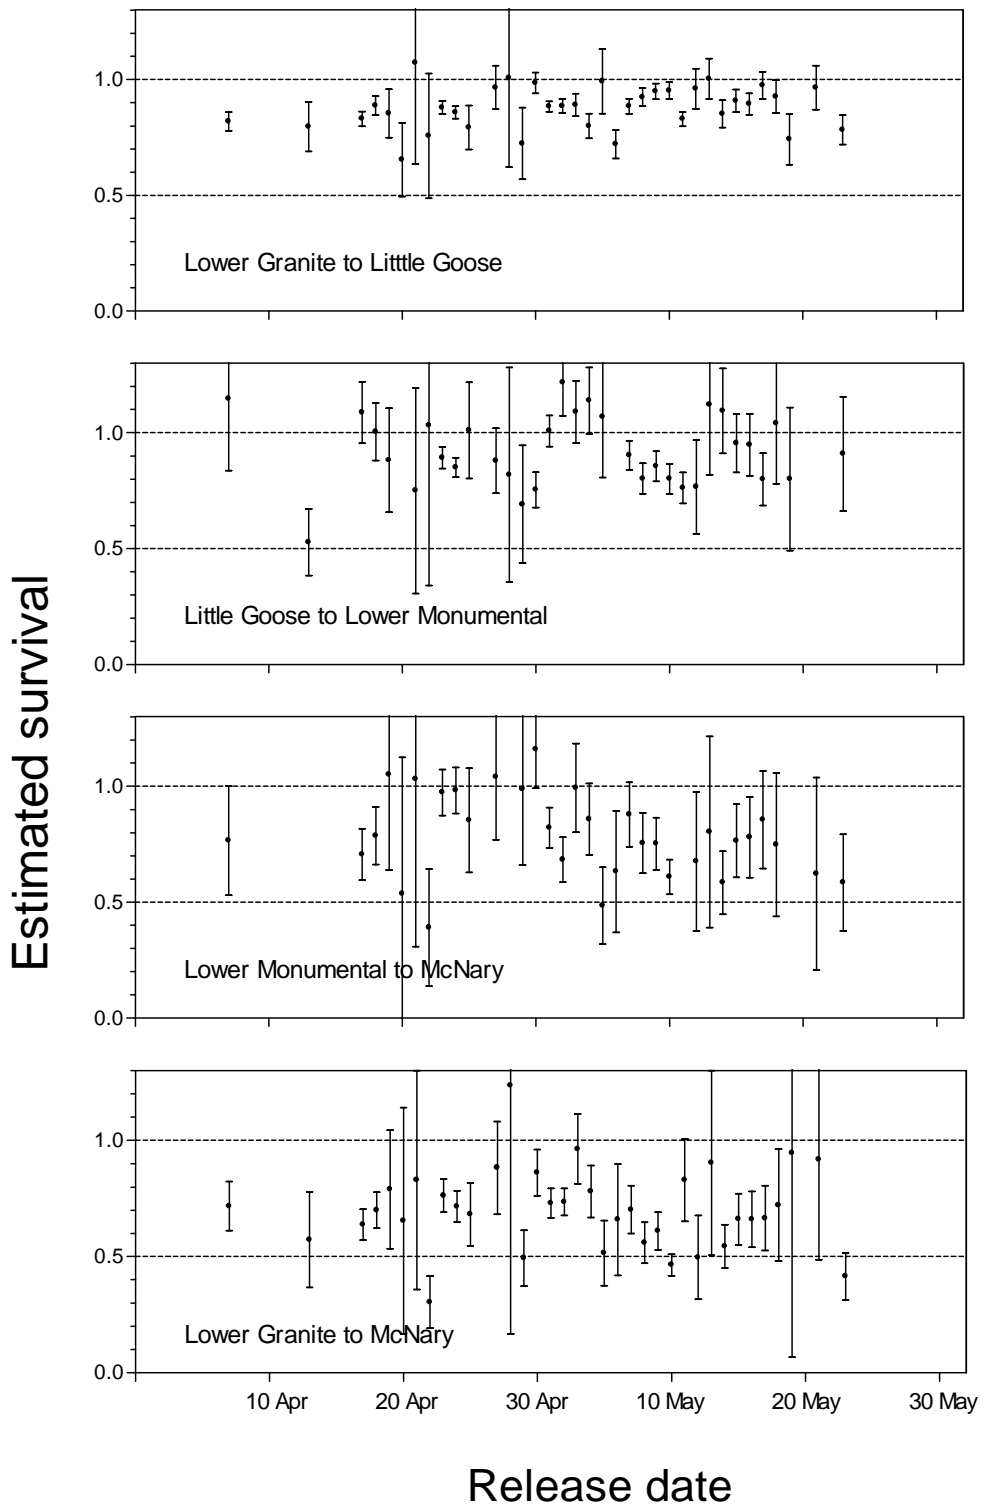 1.0
0.5
Lower Granite to Litttle Goose
0.0
1.0
0.5
Little Goose to Lower Monumental
0.0
Estimated survival
1.0
0.5
Lower Monumental to McNary
0.0
1.0
0.5
Lower Granite to McNary
0.0
10 Apr 20 Apr 30 Apr 10 May 20 May 30 May
Release date